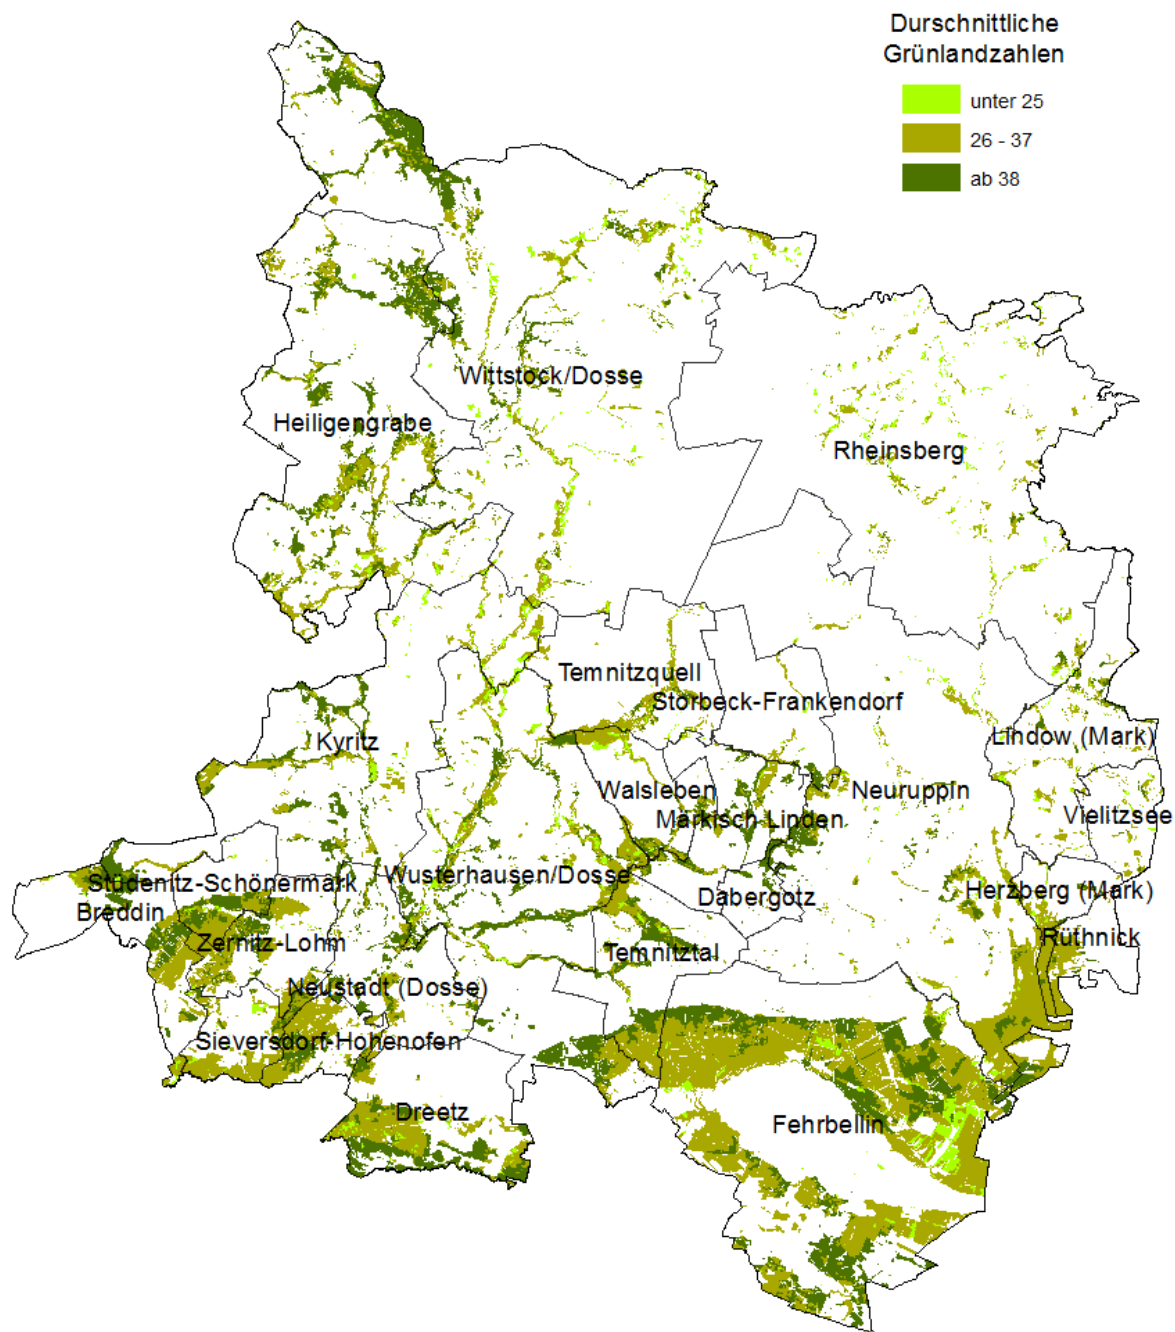 Durschnittliche
Grünlandzahlen
unter 25
26 - 37
ab 38
Wittstock/Dosse
Heiligengrabe
Rheinsberg
Temnitzquell
Storbeck-Frankendorf
Kyritz
Lindow (Mark)
Walsleben
Neuruppin
Märkisch Linden
Vielitzsee
Wusterhausen/Dosse
Stüdenitz-Schönermark
Dabergotz
Herzberg (Mark)
Breddin
Zernitz-Lohm
Temnitztal
Rüthnick
Neustadt (Dosse)
Sieversdorf-Hohenofen
Dreetz
Fehrbellin